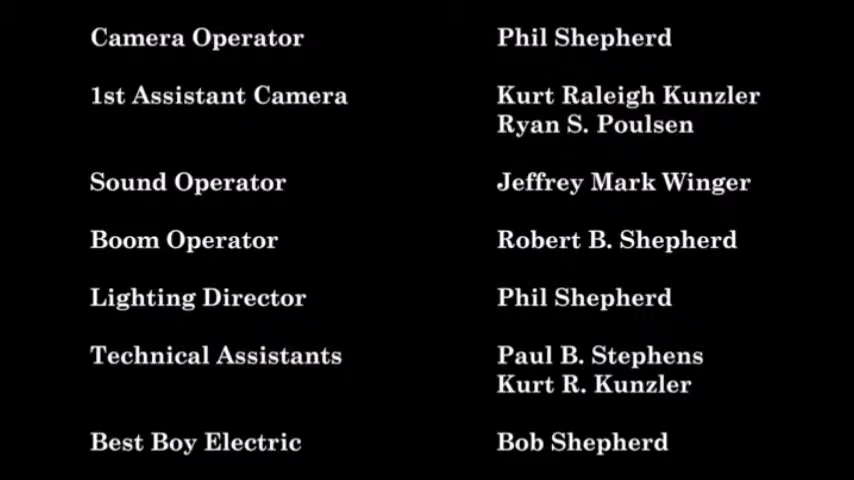 Camera Operator Phil Shepherd
1st Assistant Camera Kurt Raleigh Kunzler
Ryan S. Poulsen
Sound Operator Jeffrey Mark Winger
Boom Operator Robert B. Shepherd
Lighting Director Phil Shepherd
Technical Assistants Paul B. Stephens
Kurt R. Kunzler
Best Boy Electric Bob Shepherd